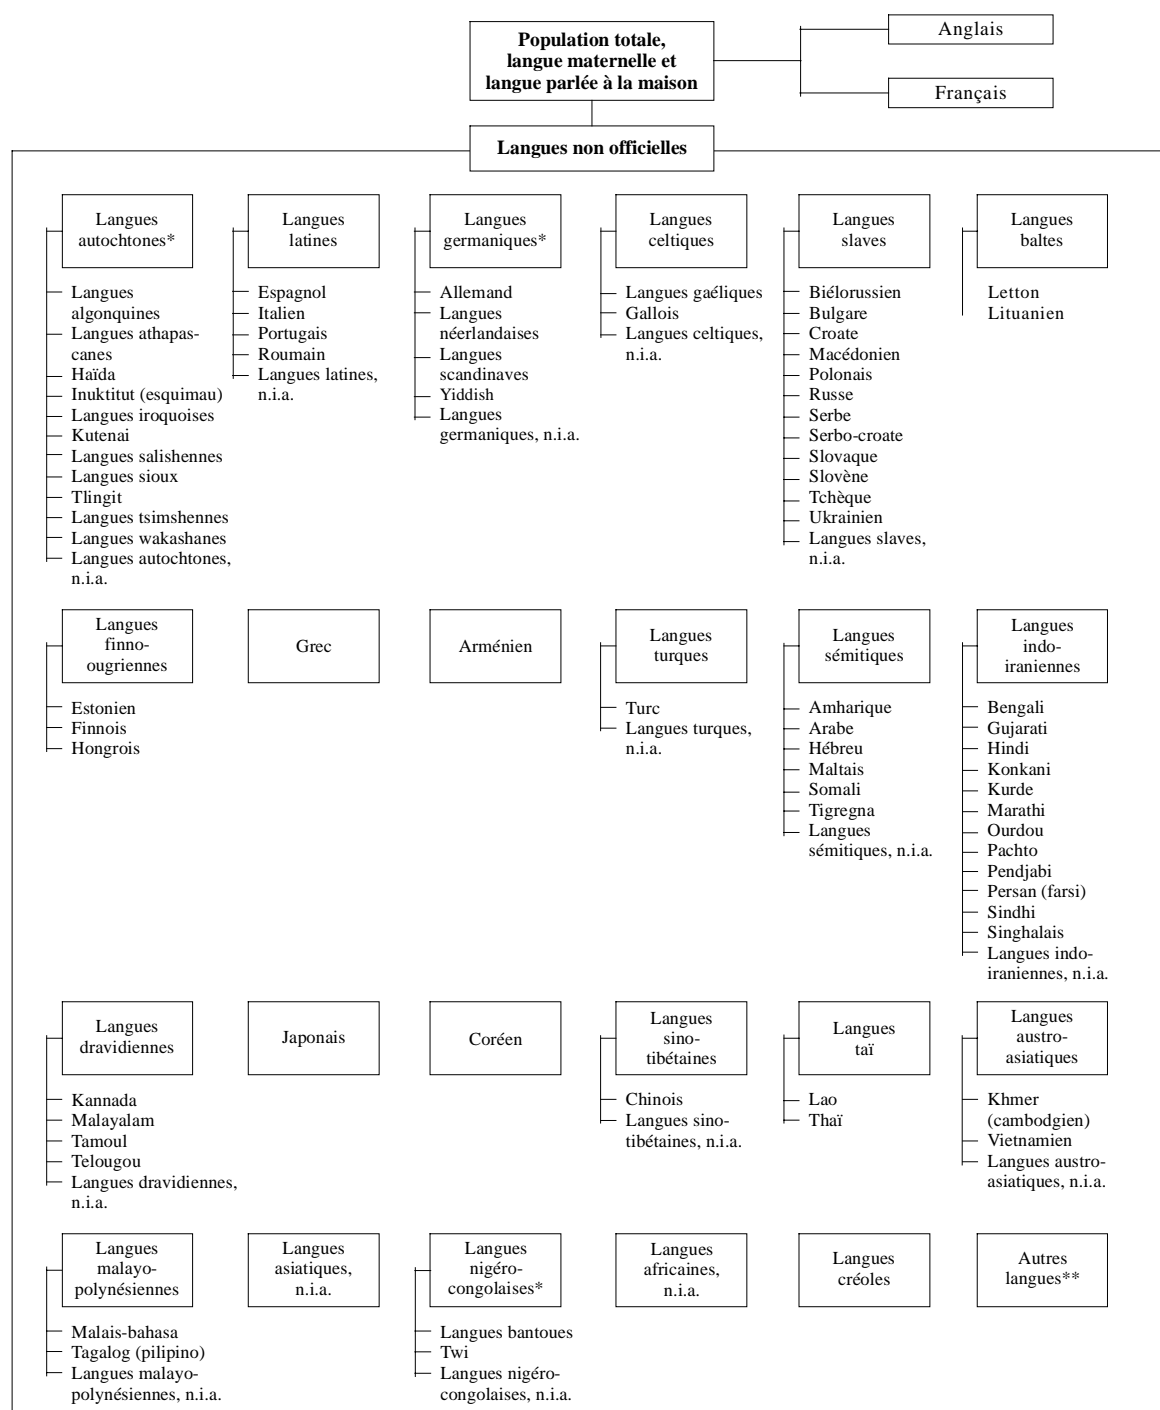 Population totale,
langue maternelle et
langue parlée à la maison
Anglais
Français
Langues non officielles
Langues
autochtones*
Langues
algonquines
Langues athapas-
canes
Haïda
Inuktitut (esquimau)
Langues iroquoises
Kutenai
Langues salishennes
Langues sioux
Tlingit
Langues tsimshennes
Langues wakashanes
Langues autochtones,
n.i.a.
Langues
latines
Espagnol
Italien
Portugais
Roumain
Langues latines,
n.i.a.
Langues
germaniques*
Allemand
Langues
néerlandaises
Langues
scandinaves
Yiddish
Langues
germaniques, n.i.a.
Langues
celtiques
Langues gaéliques
Gallois
Langues celtiques,
n.i.a.
Langues
slaves
Biélorussien
Bulgare
Croate
Macédonien
Polonais
Russe
Serbe
Serbo-croate
Slovaque
Slovène
Tchèque
Ukrainien
Langues slaves,
n.i.a.
Langues
baltes
Letton
Lituanien
Langues
finno-
ougriennes
Estonien
Finnois
Hongrois
Grec
Arménien
Langues
turques
Turc
Langues turques,
n.i.a.
Langues
sémitiques
Amharique
Arabe
Hébreu
Maltais
Somali
Tigregna
Langues
sémitiques, n.i.a.
Langues
indo-
iraniennes
Bengali
Gujarati
Hindi
Konkani
Kurde
Marathi
Ourdou
Pachto
Pendjabi
Persan (farsi)
Sindhi
Singhalais
Langues indo-
iraniennes, n.i.a.
Langues
dravidiennes
Kannada
Malayalam
Tamoul
Telougou
Langues dravidiennes,
n.i.a.
Japonais
Coréen
Langues
sino-
tibétaines
Chinois
Langues sino-
tibétaines, n.i.a.
Langues
taï
Lao
Thaï
Langues
austro-
asiatiques
Khmer
(cambodgien)
Vietnamien
Langues austro-
asiatiques, n.i.a.
Langues
malayo-
polynésiennes
Malais-bahasa
Tagalog (pilipino)
Langues malayo-
polynésiennes, n.i.a.
Langues
asiatiques,
n.i.a.
Langues
nigéro-
congolaises*
Langues bantoues
Twi
Langues nigéro-
congolaises, n.i.a.
Langues
africaines,
n.i.a.
Langues
créoles
Autres
langues**